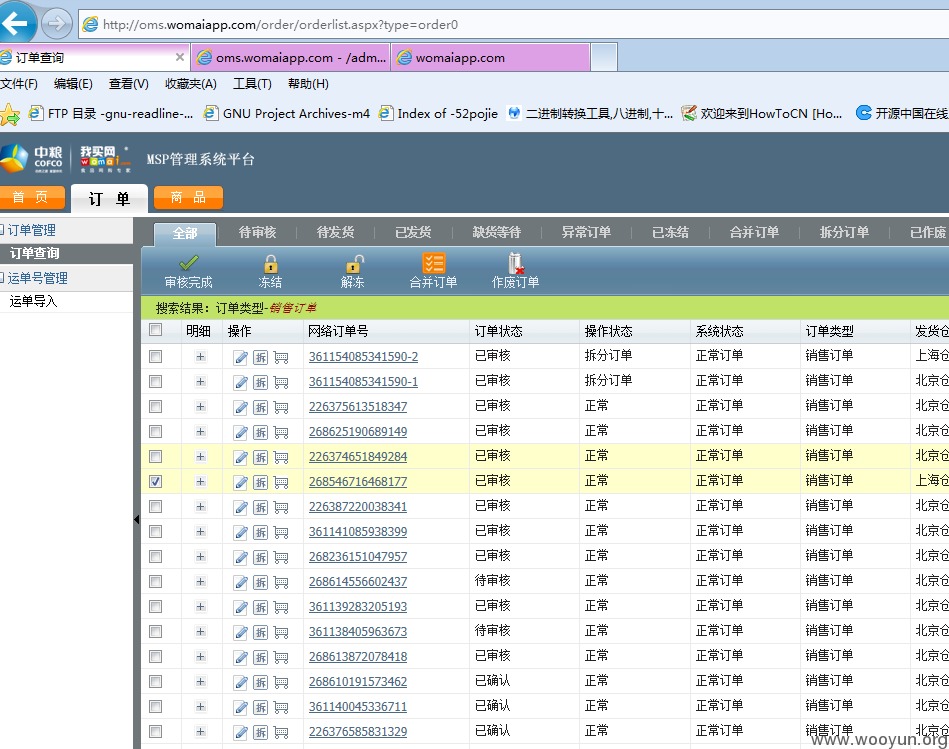 http://oms.womaiapp.com/order/orderlist.aspx?type=order0
订单查询 oms.womaiapp.com - /adm... womaiapp.com
文件(F) 编辑(E) 查看(V) 收藏夹(A) 工具(T) 帮助(H)
FTP 目录 -gnu-readline-... GNU Project Archives-m4 Index of -52pojie 二进制转换工具,八进制,十... 欢迎来到HowToCN [Ho... 开源中国在线
中粮 COFCO 我买网 womai MSP管理系统平台
首 页 订 单 商 品
订单管理
订单查询
运单号管理
运单导入
全部 待审核 待发货 已发货 缺货等待 异常订单 已冻结 合并订单 拆分订单 已作废
审核完成 冻结 解冻 合并订单 作废订单
搜索结果：订单类型-销售订单
明细 操作 网络订单号 订单状态 操作状态 系统状态 订单类型 发货仓
拆 361154085341590-2 已审核 拆分订单 正常订单 销售订单 上海仓
拆 361154085341590-1 已审核 拆分订单 正常订单 销售订单 北京仓
拆 226375613518347 已审核 正常 正常订单 销售订单 北京仓
拆 268625190689149 已审核 正常 正常订单 销售订单 北京仓
拆 226374651849284 已审核 正常 正常订单 销售订单 北京仓
拆 268546716468177 已审核 正常 正常订单 销售订单 上海仓
拆 226387220038341 已审核 正常 正常订单 销售订单 北京仓
拆 361141085938399 已审核 正常 正常订单 销售订单 北京仓
拆 268236151047957 已审核 正常 正常订单 销售订单 北京仓
拆 268614556602437 待审核 正常 正常订单 销售订单 北京仓
拆 361139283205193 已审核 正常 正常订单 销售订单 北京仓
拆 361138405963673 待审核 正常 正常订单 销售订单 北京仓
拆 268613872078418 已审核 正常 正常订单 销售订单 北京仓
拆 268610191573462 已确认 正常 正常订单 销售订单 北京仓
拆 361140045336711 已确认 正常 正常订单 销售订单 北京仓
拆 226376585831329 已确认 正常 正常订单 销售订单 北京仓
www.wooyun.org